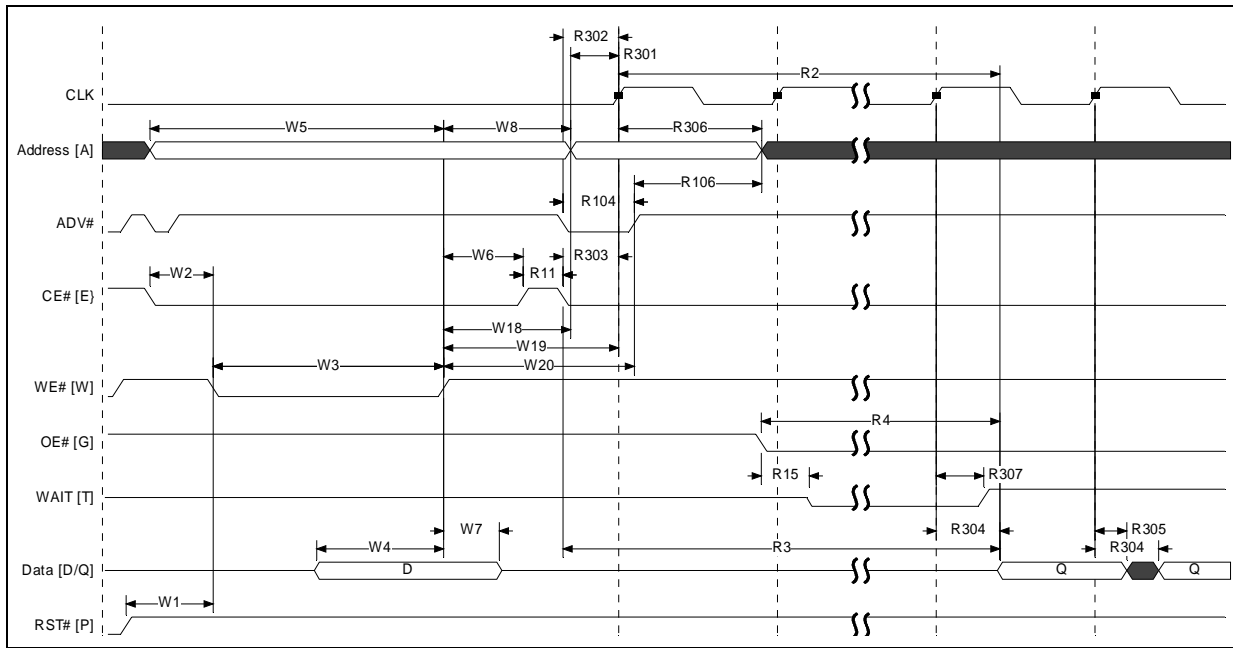 R302
R301
R2
CLK
W5
W8
R306
Address [A]
R106
R104
ADV#
W6
R303
W2
R11
CE# [E}
W18
W19
W3
W20
WE# [W]
R4
OE# [G]
R15
R307
WAIT [T]
W7
R304
R305
W4
R3
R304
Data [D/Q]
D
Q
Q
W1
RST# [P]